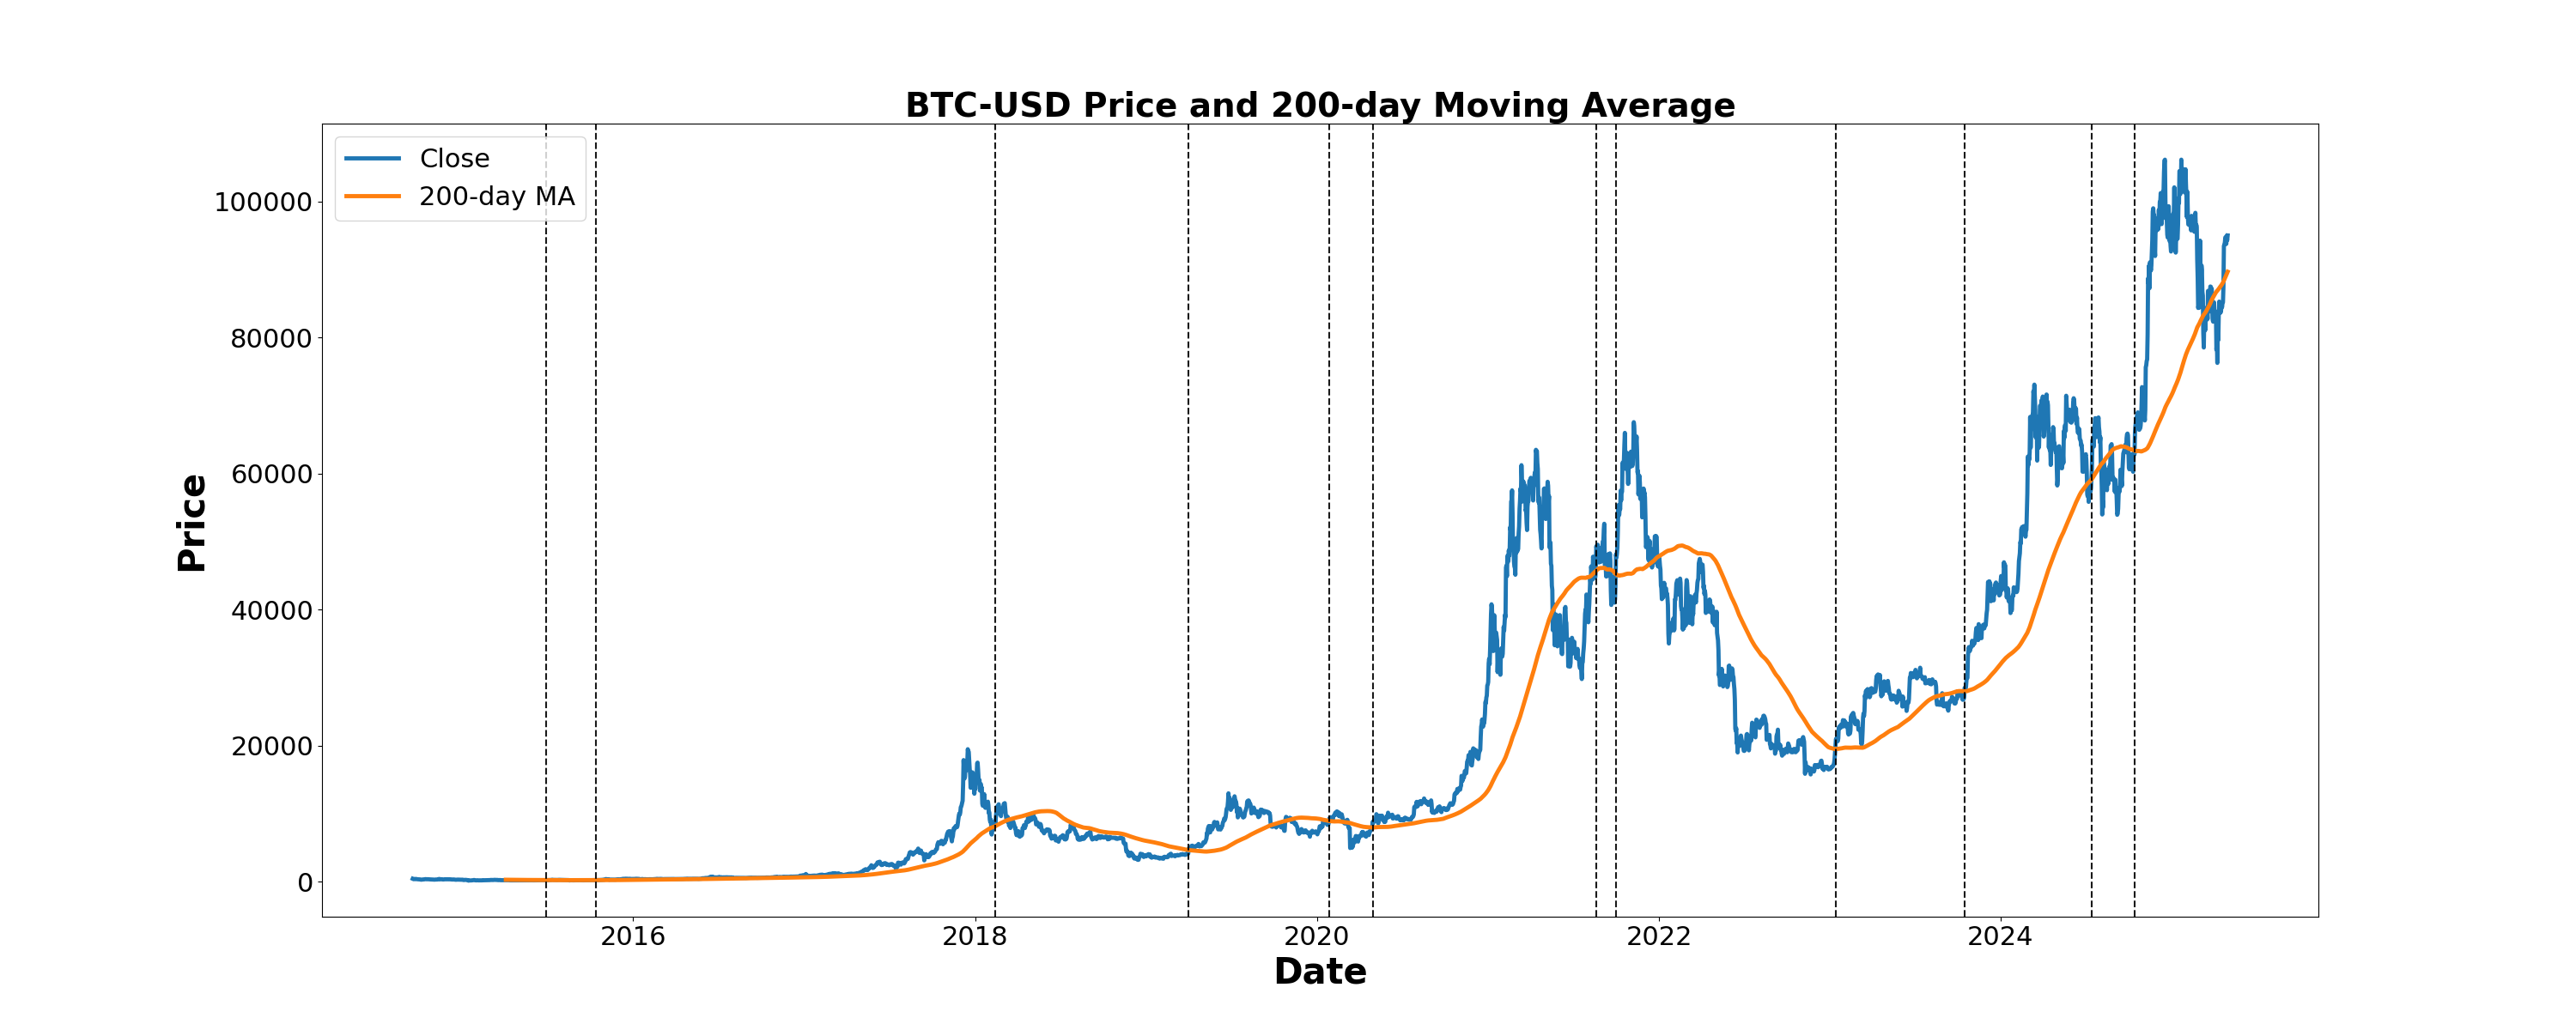 BTC-USD Price and 200-day Moving Average
Close
200-day MA
100000
80000
60000
40000
20000
0
Price
2016 2018 2020 2022 2024
Date